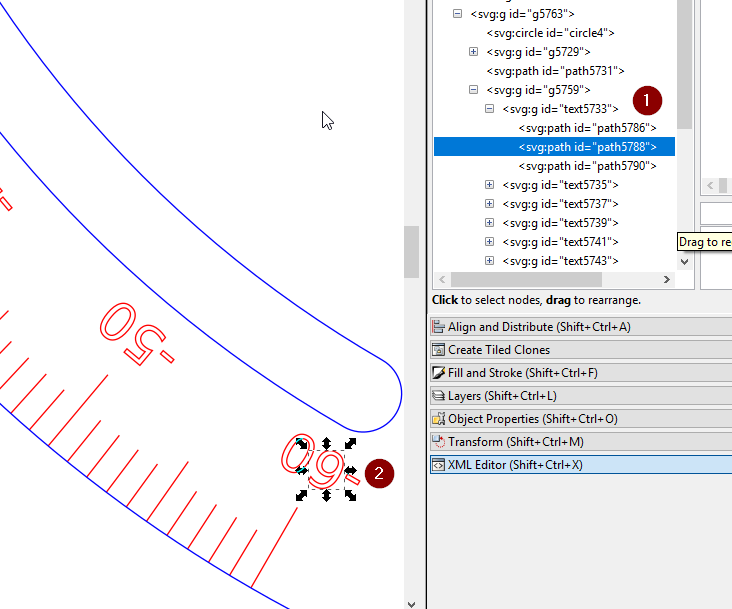 <svg:g id="g5763">
<svg:circle id="circle4">
<svg:g id="g5729">
<svg:path id="path5731">
<svg:g id="g5759">
1
<svg:g id="text5733">
<svg:path id="path5786">
<svg:path id="path5788">
<svg:path id="path5790">
<svg:g id="text5735">
<svg:g id="text5737">
<svg:g id="text5739">
<svg:g id="text5741">
<svg:g id="text5743">
Drag to re
Click to select nodes, drag to rearrange.
Align and Distribute (Shift+Ctrl+A)
Create Tiled Clones
Fill and Stroke (Shift+Ctrl+F)
Layers (Shift+Ctrl+L)
Object Properties (Shift+Ctrl+O)
Transform (Shift+Ctrl+M)
XML Editor (Shift+Ctrl+X)
-50
-60
2